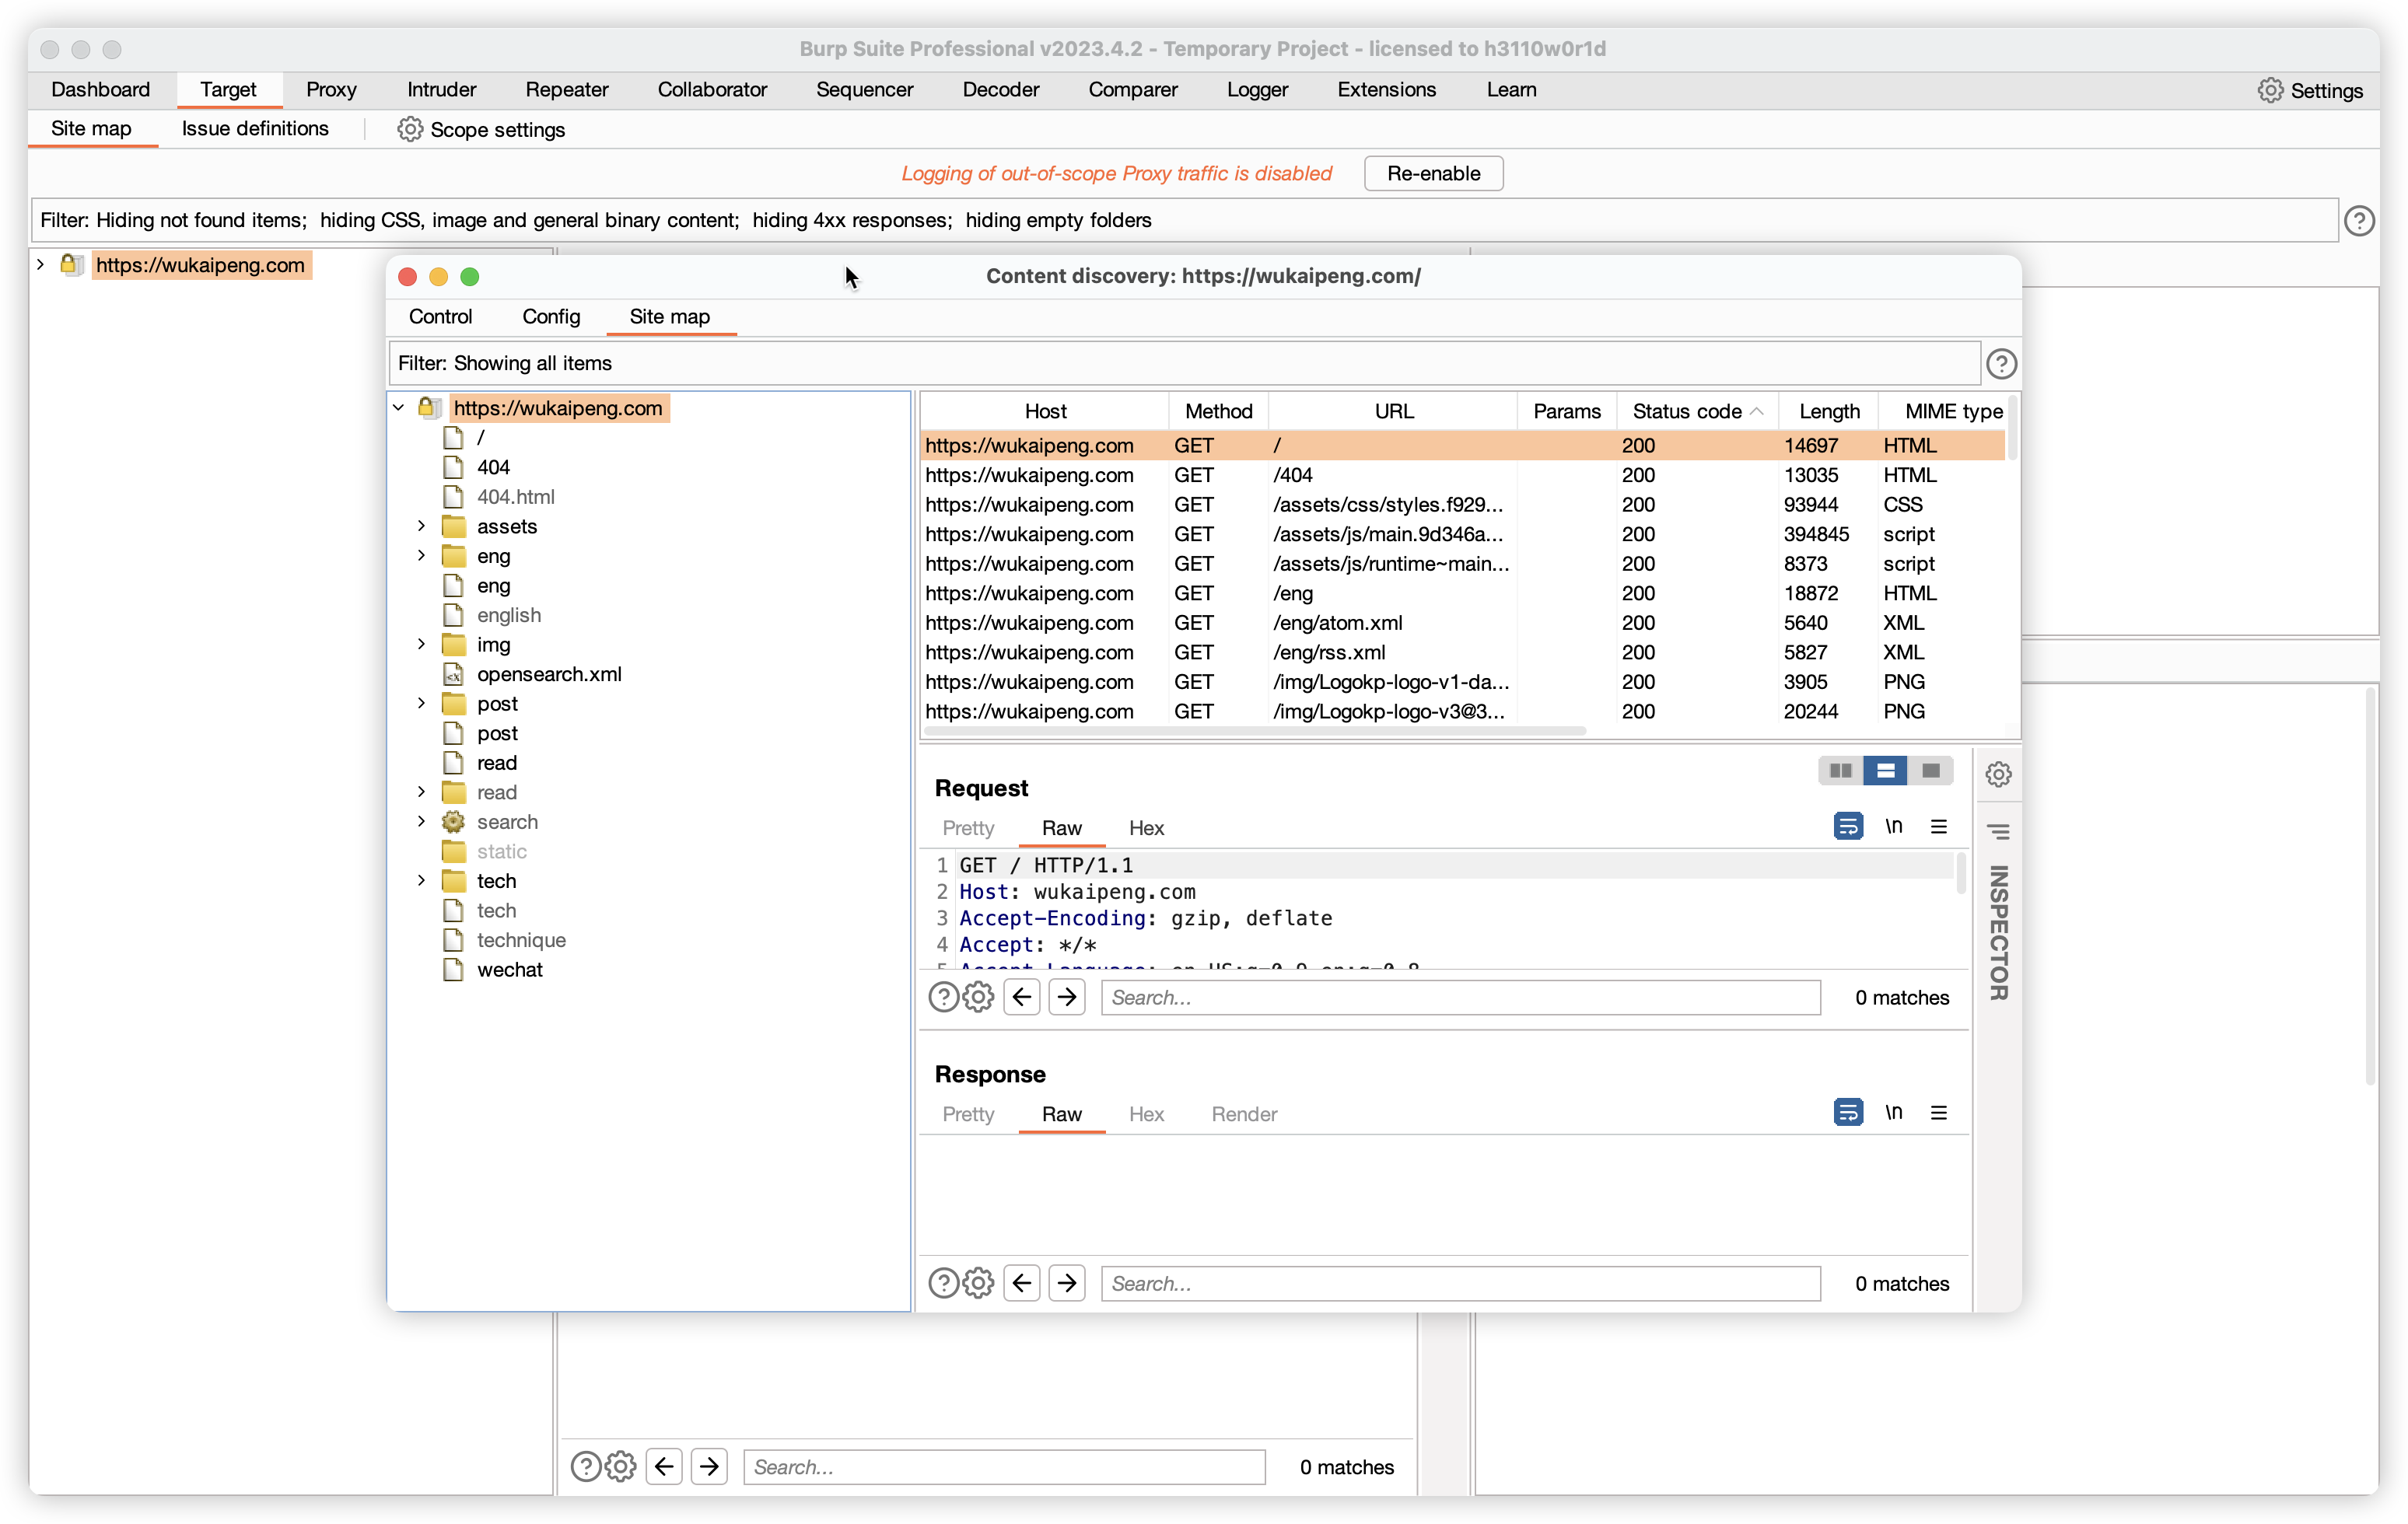 Burp Suite Professional v2023.4.2 - Temporary Project - licensed to h3110w0r1d
Dashboard Target Proxy Intruder Repeater Collaborator Sequencer Decoder Comparer Logger Extensions Learn Settings
Site map Issue definitions Scope settings
Logging of out-of-scope Proxy traffic is disabled Re-enable
Filter: Hiding not found items; hiding CSS, image and general binary content; hiding 4xx responses; hiding empty folders
https://wukaipeng.com
Content discovery: https://wukaipeng.com/
Control Config Site map
Filter: Showing all items
https://wukaipeng.com
/
404
404.html
assets
eng
eng
english
img
opensearch.xml
post
post
read
read
search
static
tech
tech
technique
wechat
Host Method URL Params Status code Length MIME type
https://wukaipeng.com GET / 200 14697 HTML
https://wukaipeng.com GET /404 200 13035 HTML
https://wukaipeng.com GET /assets/css/styles.f929... 200 93944 CSS
https://wukaipeng.com GET /assets/js/main.9d346a... 200 394845 script
https://wukaipeng.com GET /assets/js/runtime~main... 200 8373 script
https://wukaipeng.com GET /eng 200 18872 HTML
https://wukaipeng.com GET /eng/atom.xml 200 5640 XML
https://wukaipeng.com GET /eng/rss.xml 200 5827 XML
https://wukaipeng.com GET /img/Logokp-logo-v1-da... 200 3905 PNG
https://wukaipeng.com GET /img/Logokp-logo-v3@3... 200 20244 PNG
Request
Pretty Raw Hex \n
1 GET / HTTP/1.1
2 Host: wukaipeng.com
3 Accept-Encoding: gzip, deflate
4 Accept: */*
INSPECTOR
Search... 0 matches
Response
Pretty Raw Hex Render \n
Search... 0 matches
Search... 0 matches